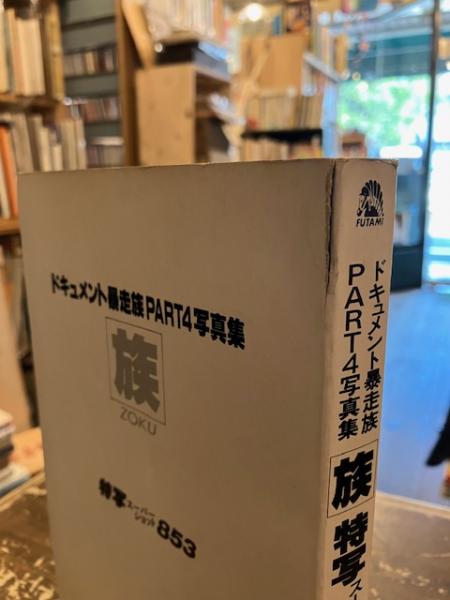 ドキュメント暴走族PART4写真集
族
ZOKU
特写スーパーショット853
FUTAMI
ドキュメント暴走族
PART4写真集
族
特写スー